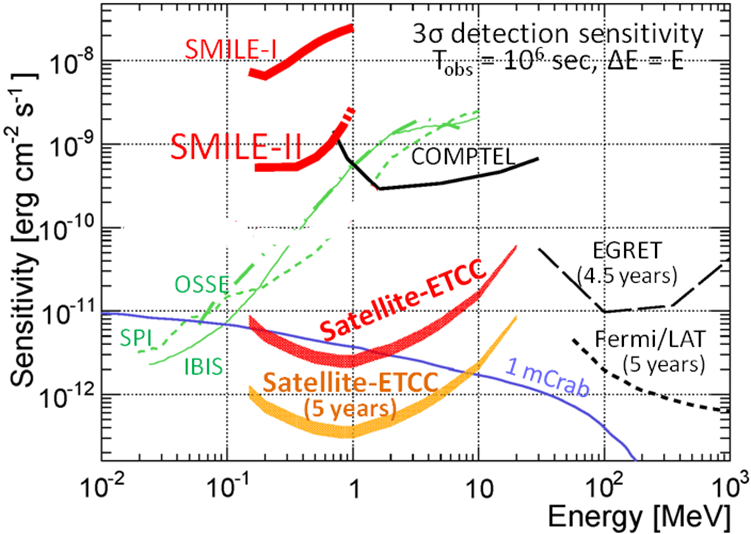 3σ detection sensitivity
T_obs = 10^6 sec, ΔE = E
SMILE-I
SMILE-II
COMPTEL
EGRET
(4.5 years)
OSSE
SPI
IBIS
Satellite-ETCC
Fermi/LAT
(5 years)
Satellite-ETCC
(5 years)
1 mCrab
Sensitivity [erg cm^-2 s^-1]
10^-8
10^-9
10^-10
10^-11
10^-12
10^-2
10^-1
1
10
10^2
10^3
Energy [MeV]